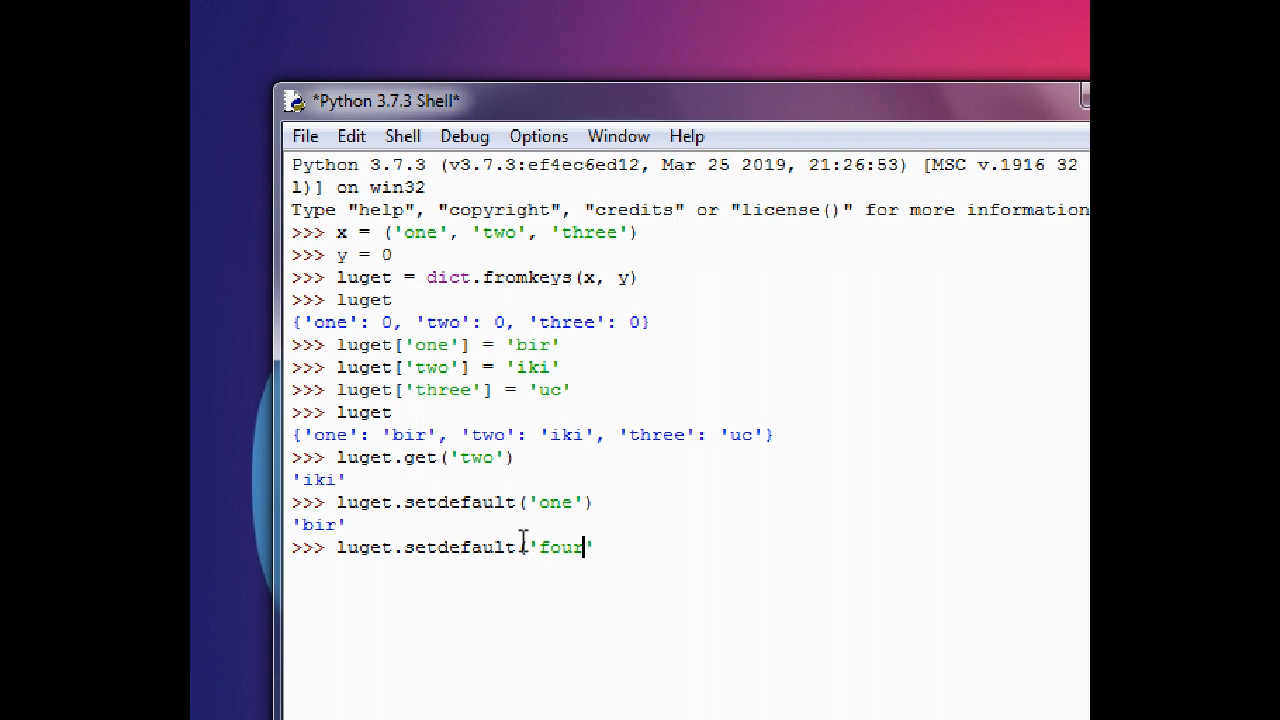 *Python 3.7.3 Shell*
File Edit Shell Debug Options Window Help
Python 3.7.3 (v3.7.3:ef4ec6ed12, Mar 25 2019, 21:26:53) [MSC v.1916 32
l)] on win32
Type "help", "copyright", "credits" or "license()" for more information
>>> x = ('one', 'two', 'three')
>>> y = 0
>>> luget = dict.fromkeys(x, y)
>>> luget
{'one': 0, 'two': 0, 'three': 0}
>>> luget['one'] = 'bir'
>>> luget['two'] = 'iki'
>>> luget['three'] = 'uc'
>>> luget
{'one': 'bir', 'two': 'iki', 'three': 'uc'}
>>> luget.get('two')
'iki'
>>> luget.setdefault('one')
'bir'
>>> luget.setdefault('four'